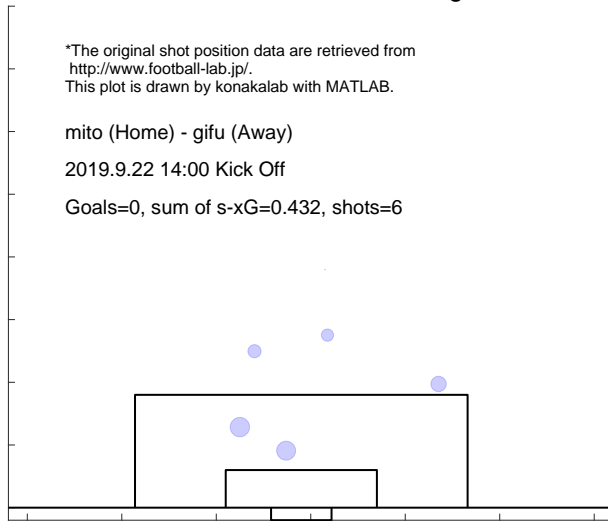 *The original shot position data are retrieved from
http://www.football-lab.jp/.
This plot is drawn by konakalab with MATLAB.
mito (Home) - gifu (Away)
2019.9.22 14:00 Kick Off
Goals=0, sum of s-xG=0.432, shots=6